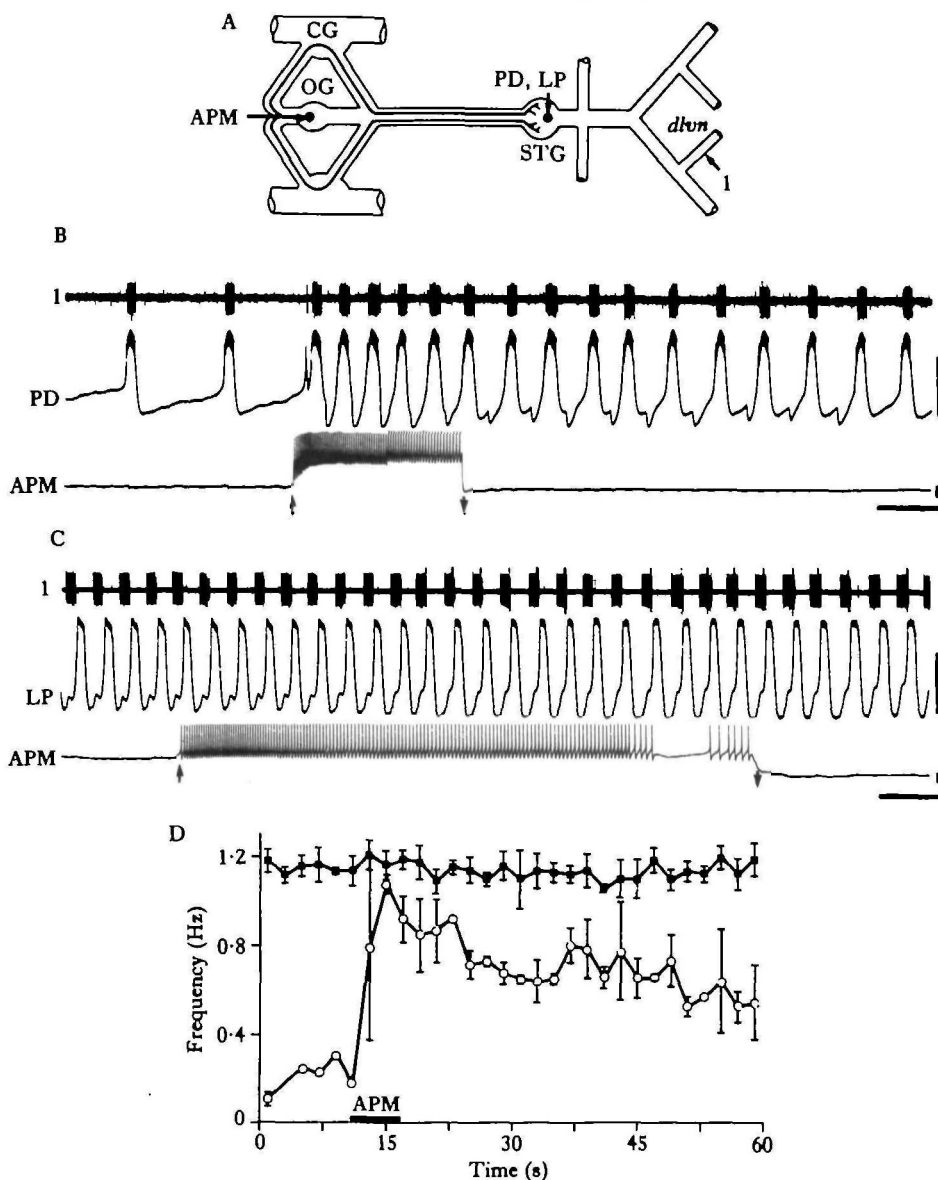 A
CG
OG
APM
PD, LP
STG
dlvn
1
B
1
PD
APM
C
1
LP
APM
D
Frequency (Hz)
1·2
0·8
0·4
0
APM
0 15 30 45 60
Time (s)